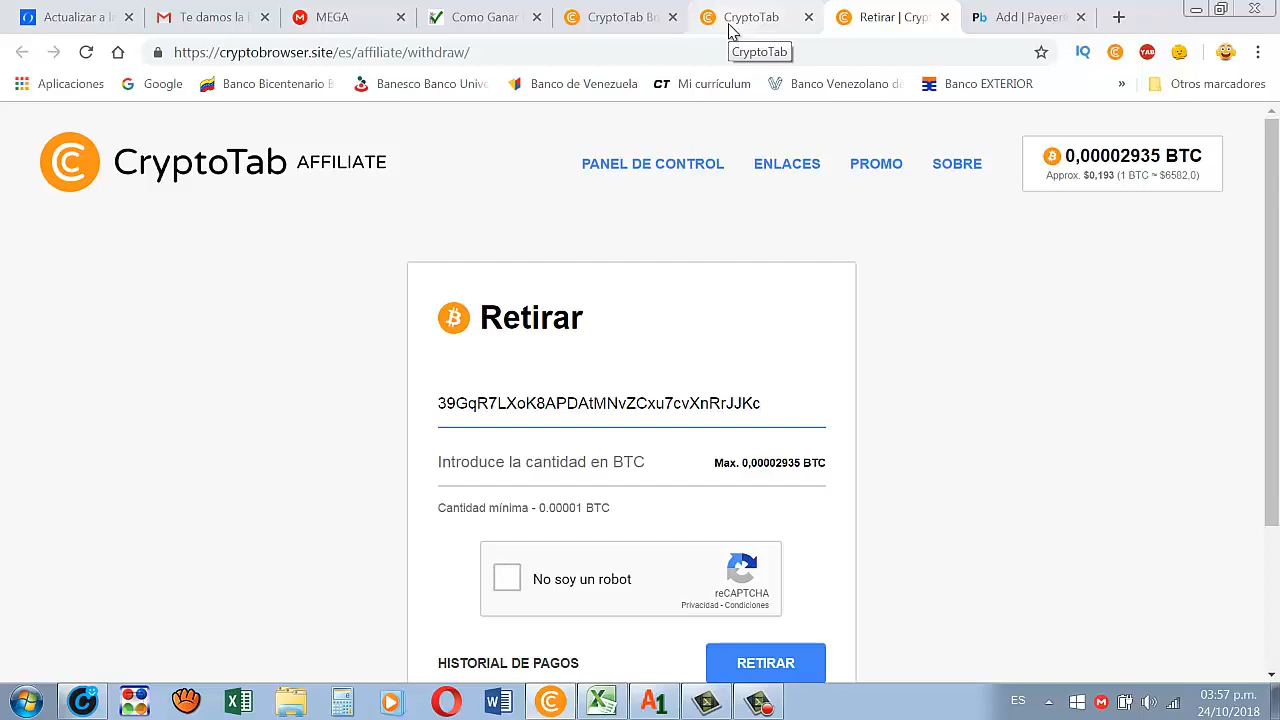 Actualizar a l
Te damos la
MEGA
Como Ganar
CryptoTab Br
CryptoTab
Retirar | Cryp
Add | Payeer
https://cryptobrowser.site/es/affiliate/withdraw/
CryptoTab
IQ
YAB
Aplicaciones
Google
Banco Bicentenario B
Banesco Banco Unive
Banco de Venezuela
CT Mi currículum
Banco Venezolano de
Banco EXTERIOR
»
Otros marcadores
CryptoTab AFFILIATE
PANEL DE CONTROL
ENLACES
PROMO
SOBRE
0,00002935 BTC
Approx. $0,193 (1 BTC ~ $6582,0)
Retirar
39GqR7LXoK8APDAtMNvZCxu7cvXnRrJJKc
Introduce la cantidad en BTC
Max. 0,00002935 BTC
Cantidad mínima - 0.00001 BTC
No soy un robot
reCAPTCHA
Privacidad - Condiciones
HISTORIAL DE PAGOS
RETIRAR
ES
03:57 p.m.
24/10/2018